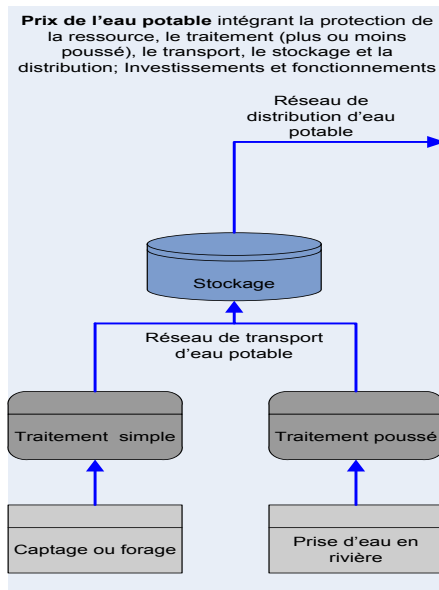 Prix de l'eau potable intégrant la protection de
la ressource, le traitement (plus ou moins
poussé), le transport, le stockage et la
distribution; Investissements et fonctionnements
Réseau de
distribution d'eau
potable
Stockage
Réseau de transport
d'eau potable
Traitement simple
Traitement poussé
Captage ou forage
Prise d'eau en
rivière